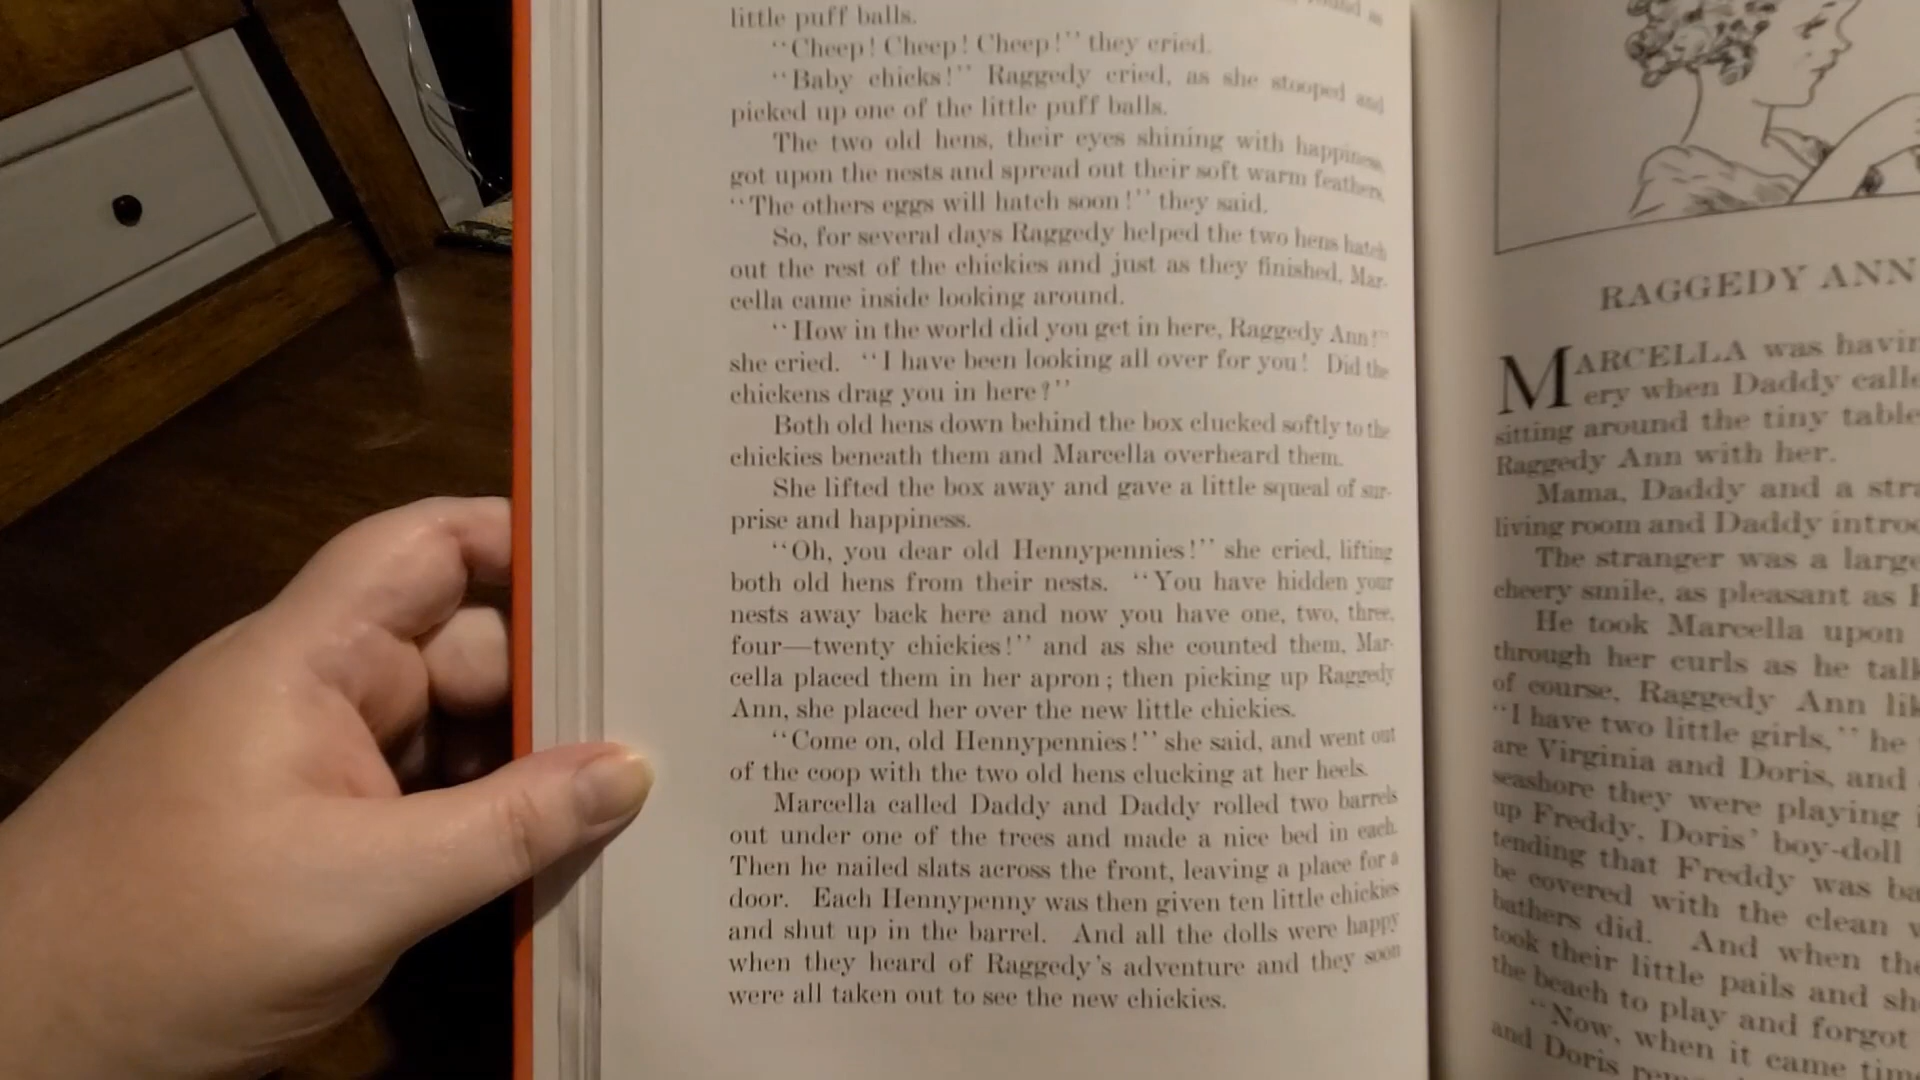 little puff balls.
“Cheep! Cheep! Cheep!” they cried.
“Baby chicks!” Raggedy cried, as she stooped and
picked up one of the little puff balls.
The two old hens, their eyes shining with happiness,
got upon the nests and spread out their soft warm feathers.
“The others eggs will hatch soon!” they said.
So, for several days Raggedy helped the two hens hatch
out the rest of the chickies and just as they finished, Mar-
cella came inside looking around.
“How in the world did you get in here, Raggedy Ann!”
she cried. “I have been looking all over for you! Did the
chickens drag you in here?”
Both old hens down behind the box clucked softly to the
chickies beneath them and Marcella overheard them.
She lifted the box away and gave a little squeal of sur-
prise and happiness.
“Oh, you dear old Hennypennies!” she cried, lifting
both old hens from their nests. “You have hidden your
nests away back here and now you have one, two, three,
four—twenty chickies!” and as she counted them, Mar-
cella placed them in her apron; then picking up Raggedy
Ann, she placed her over the new little chickies.
“Come on, old Hennypennies!” she said, and went out
of the coop with the two old hens clucking at her heels.
Marcella called Daddy and Daddy rolled two barrels
out under one of the trees and made a nice bed in each.
Then he nailed slats across the front, leaving a place for a
door. Each Hennypenny was then given ten little chickies
and shut up in the barrel. And all the dolls were happy
when they heard of Raggedy’s adventure and they soon
were all taken out to see the new chickies.
RAGGEDY ANN
MARCELLA was
ery when Daddy
sitting around the tiny table
Raggedy Ann with her.
Mama, Daddy and a
living room and Daddy
The stranger was a large
cheery smile, as pleasant as
He took Marcella upon
through her curls as he
of course, Raggedy Ann
“I have two little girls,” he
are Virginia and Doris, and
seashore they were playing
up Freddy, Doris’ boy-doll
tending that Freddy was
be covered with the clean
bathers did. And when
took their little pails and
the beach to play and forgot
“Now, when it came
and Doris